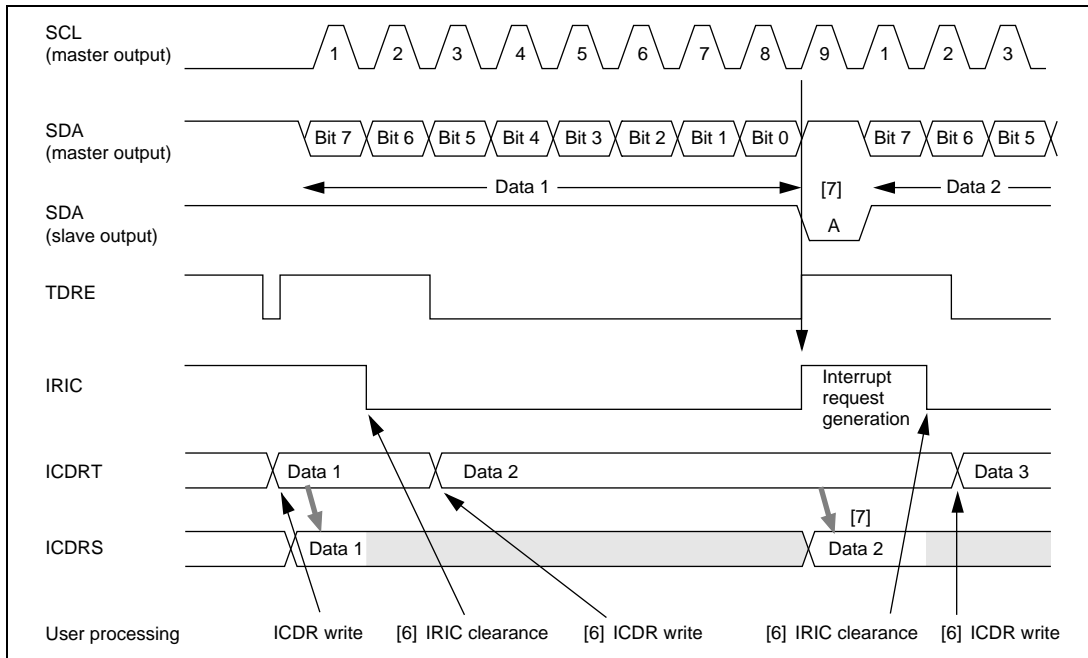 SCL
(master output)
1 2 3 4 5 6 7 8 9 1 2 3
SDA
(master output)
Bit 7 Bit 6 Bit 5 Bit 4 Bit 3 Bit 2 Bit 1 Bit 0 Bit 7 Bit 6 Bit 5
Data 1 [7] Data 2
SDA
(slave output)
A
TDRE
IRIC
Interrupt
request
generation
ICDRT
Data 1 Data 2 Data 3
[7]
ICDRS
Data 1 Data 2
User processing
ICDR write [6] IRIC clearance [6] ICDR write [6] IRIC clearance [6] ICDR write